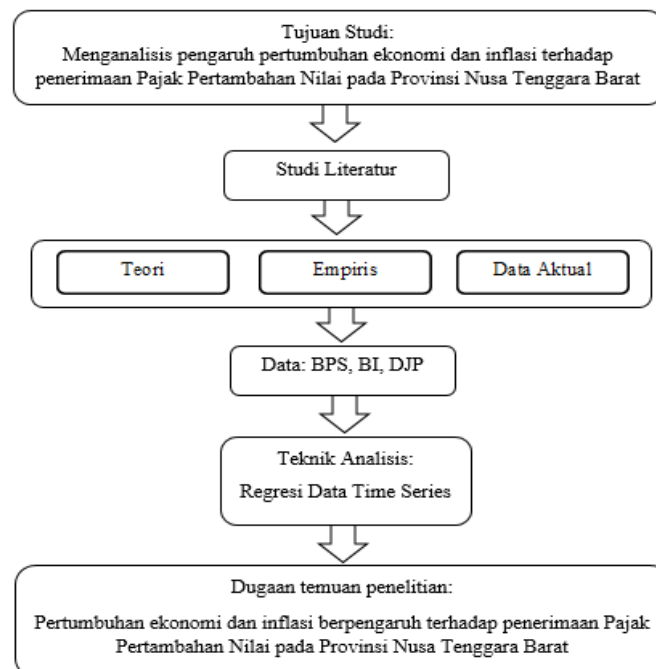 Tujuan Studi:
Menganalisis pengaruh pertumbuhan ekonomi dan inflasi terhadap
penerimaan Pajak Pertambahan Nilai pada Provinsi Nusa Tenggara Barat
Studi Literatur
Teori
Empiris
Data Aktual
Data: BPS, BI, DJP
Teknik Analisis:
Regresi Data Time Series
Dugaan temuan penelitian:
Pertumbuhan ekonomi dan inflasi berpengaruh terhadap penerimaan Pajak
Pertambahan Nilai pada Provinsi Nusa Tenggara Barat